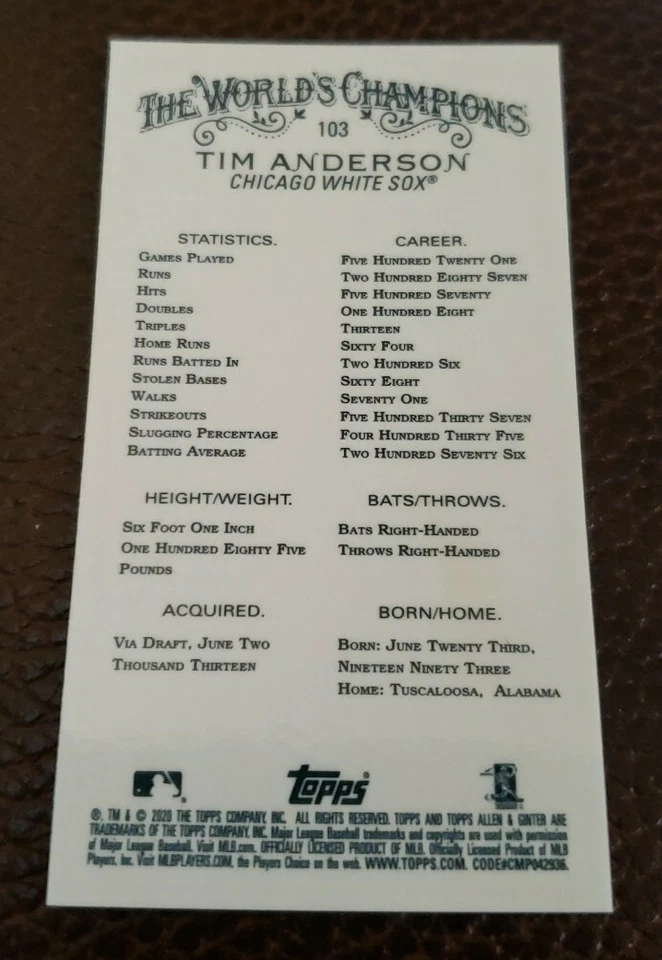 THE WORLD'S CHAMPIONS
103
TIM ANDERSON
CHICAGO WHITE SOX®
STATISTICS. CAREER.
GAMES PLAYED FIVE HUNDRED TWENTY ONE
RUNS TWO HUNDRED EIGHTY SEVEN
HITS FIVE HUNDRED SEVENTY
DOUBLES ONE HUNDRED EIGHT
TRIPLES THIRTEEN
HOME RUNS SIXTY FOUR
RUNS BATTED IN TWO HUNDRED SIX
STOLEN BASES SIXTY EIGHT
WALKS SEVENTY ONE
STRIKEOUTS FIVE HUNDRED THIRTY SEVEN
SLUGGING PERCENTAGE FOUR HUNDRED THIRTY FIVE
BATTING AVERAGE TWO HUNDRED SEVENTY SIX
HEIGHT/WEIGHT. BATS/THROWS.
SIX FOOT ONE INCH BATS RIGHT-HANDED
ONE HUNDRED EIGHTY FIVE THROWS RIGHT-HANDED
POUNDS
ACQUIRED. BORN/HOME.
VIA DRAFT, JUNE TWO BORN: JUNE TWENTY THIRD,
THOUSAND THIRTEEN NINETEEN NINETY THREE
HOME: TUSCALOOSA, ALABAMA
topps
®, TM & © 2020 THE TOPPS COMPANY, INC. ALL RIGHTS RESERVED. TOPPS AND TOPPS ALLEN & GINTER ARE
TRADEMARKS OF THE TOPPS COMPANY, INC. Major League Baseball trademarks and copyrights are used with permission
of Major League Baseball. Visit MLB.com. OFFICIALLY LICENSED PRODUCT OF MLB. Officially Licensed Product of MLB
Players, Inc. Visit MLBPLAYERS.COM, the Players Choice on the web. WWW.TOPPS.COM. CODE#CMP042936.